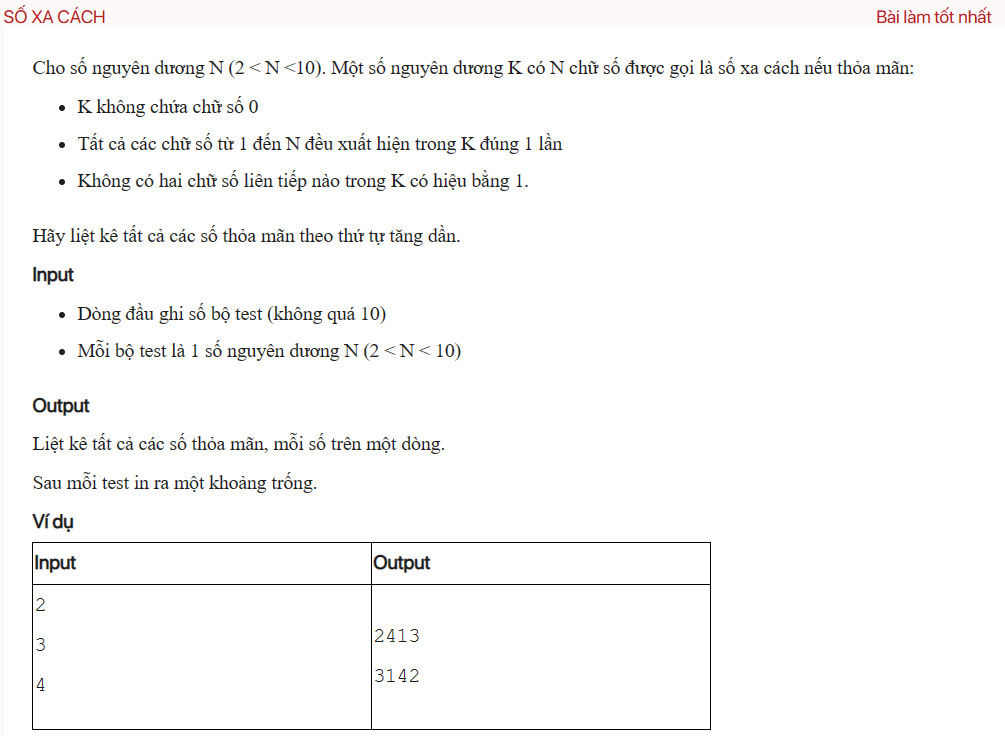 SỐ XA CÁCH
Bài làm tốt nhất
Cho số nguyên dương N (2 < N <10). Một số nguyên dương K có N chữ số được gọi là số xa cách nếu thỏa mãn:
• K không chứa chữ số 0
• Tất cả các chữ số từ 1 đến N đều xuất hiện trong K đúng 1 lần
• Không có hai chữ số liên tiếp nào trong K có hiệu bằng 1.
Hãy liệt kê tất cả các số thỏa mãn theo thứ tự tăng dần.
Input
• Dòng đầu ghi số bộ test (không quá 10)
• Mỗi bộ test là 1 số nguyên dương N (2 < N < 10)
Output
Liệt kê tất cả các số thỏa mãn, mỗi số trên một dòng.
Sau mỗi test in ra một khoảng trống.
Ví dụ
Input
Output
2
3
4
2413
3142